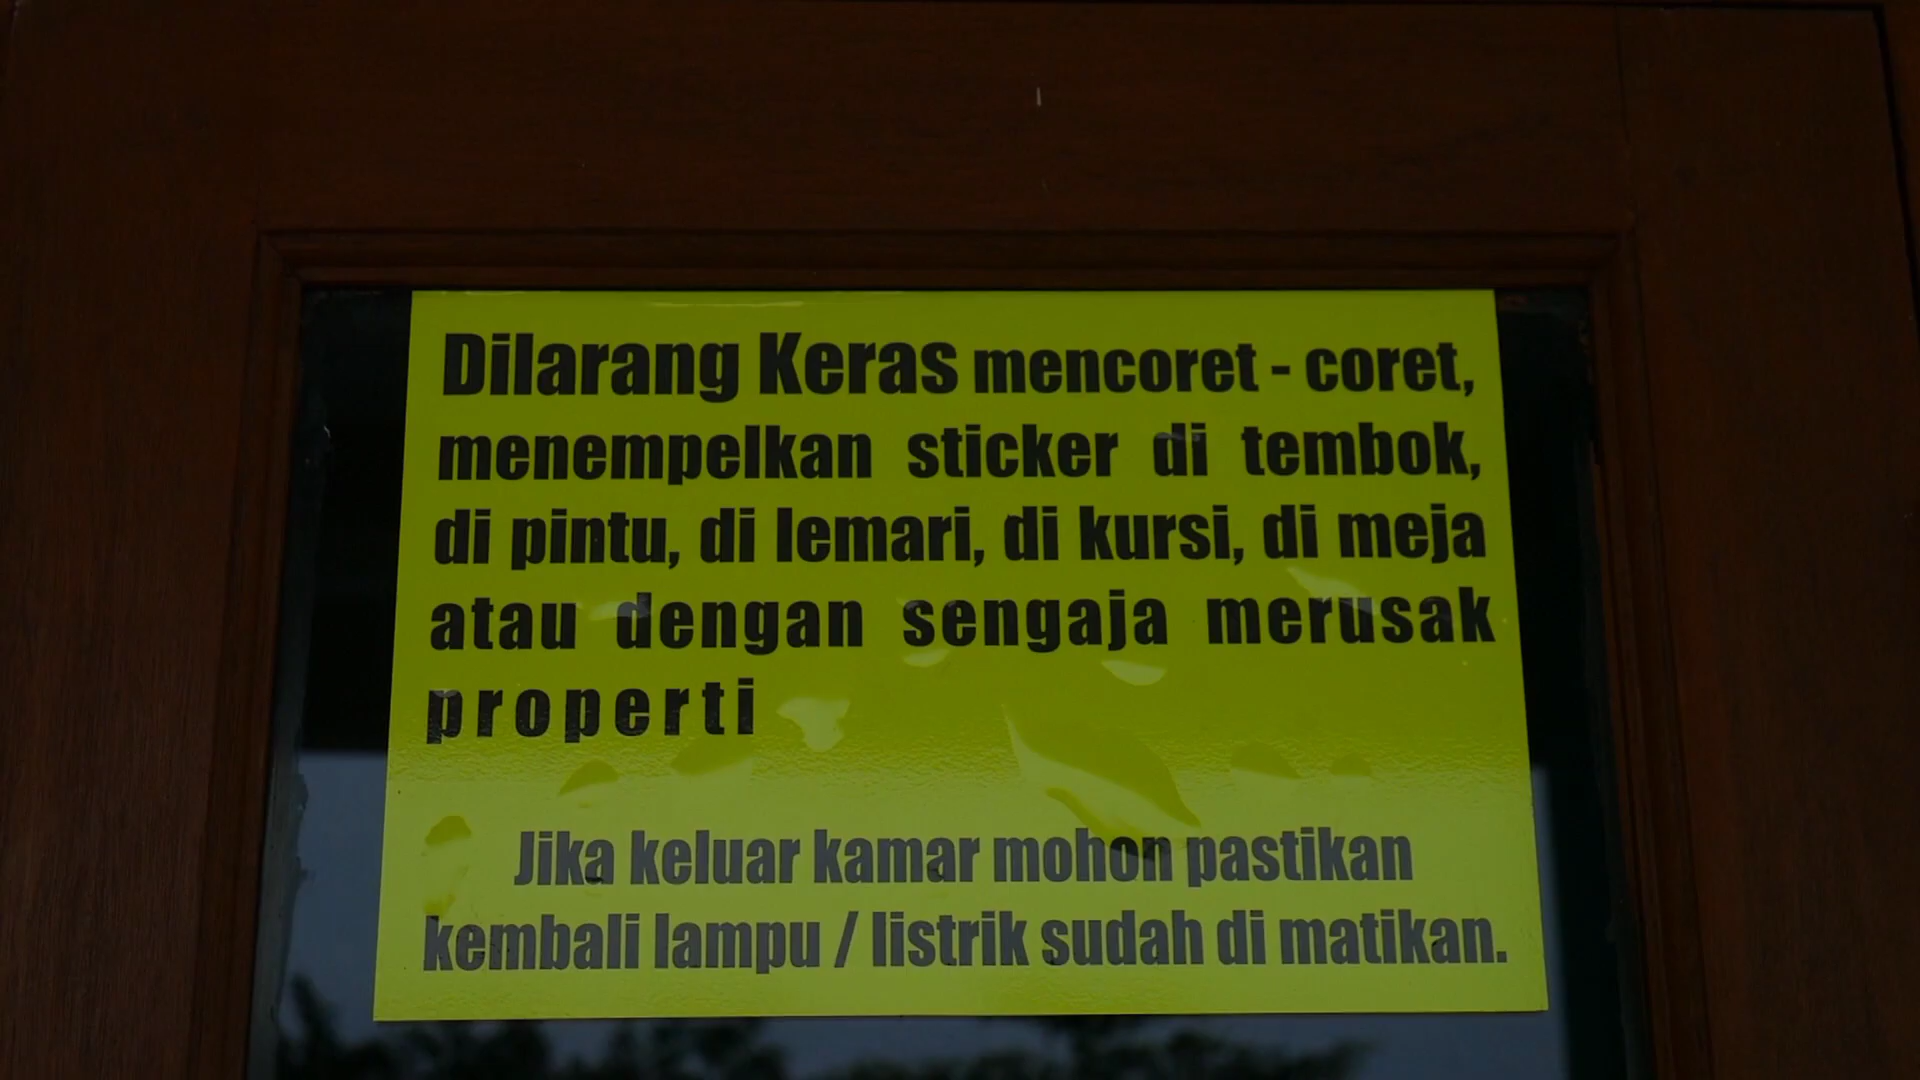 Dilarang Keras mencoret - coret,
menempelkan sticker di tembok,
di pintu, di lemari, di kursi, di meja
atau dengan sengaja merusak
properti
Jika keluar kamar mohon pastikan
kembali lampu / listrik sudah di matikan.